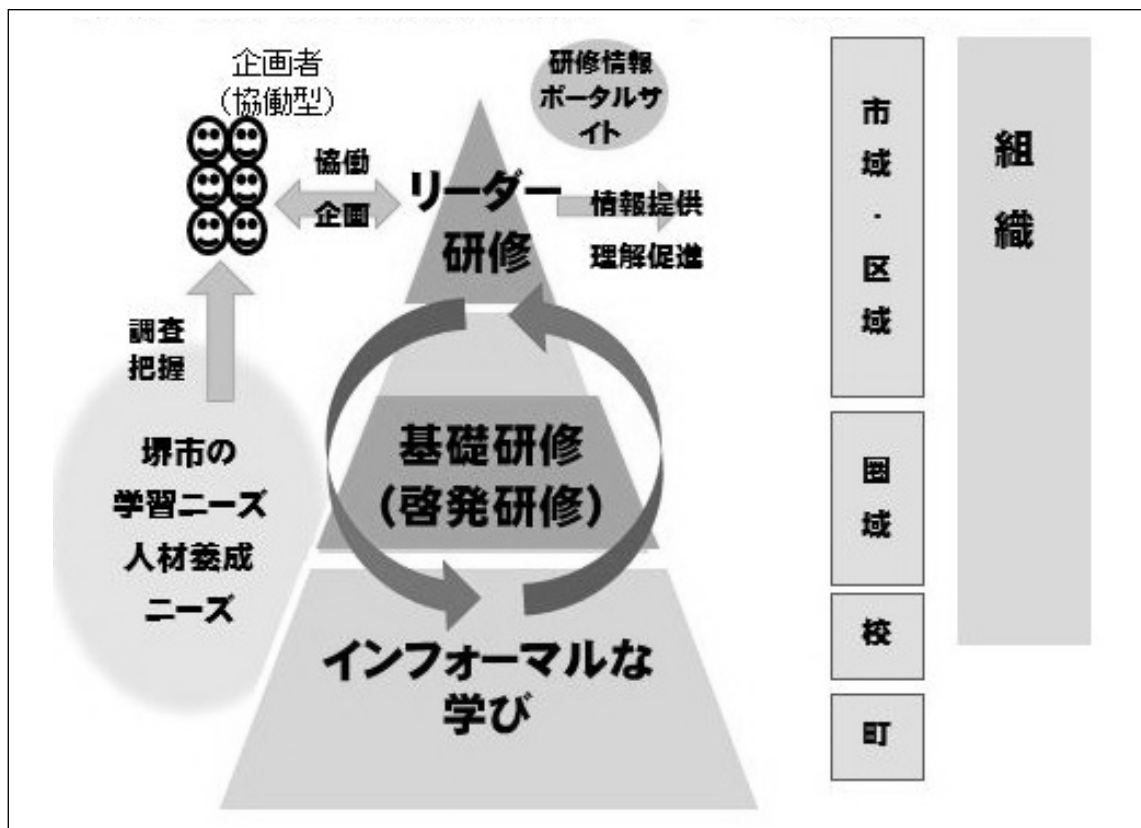 企画者
(協働型)
研修情報
ポータルサ
イト
協働
企画
リーダー
研修
情報提供
理解促進
調査
把握
堺市の
学習ニーズ
人材養成
ニーズ
基礎研修
(啓発研修)
インフォーマルな
学び
市域・区域
圏域
校
町
組織